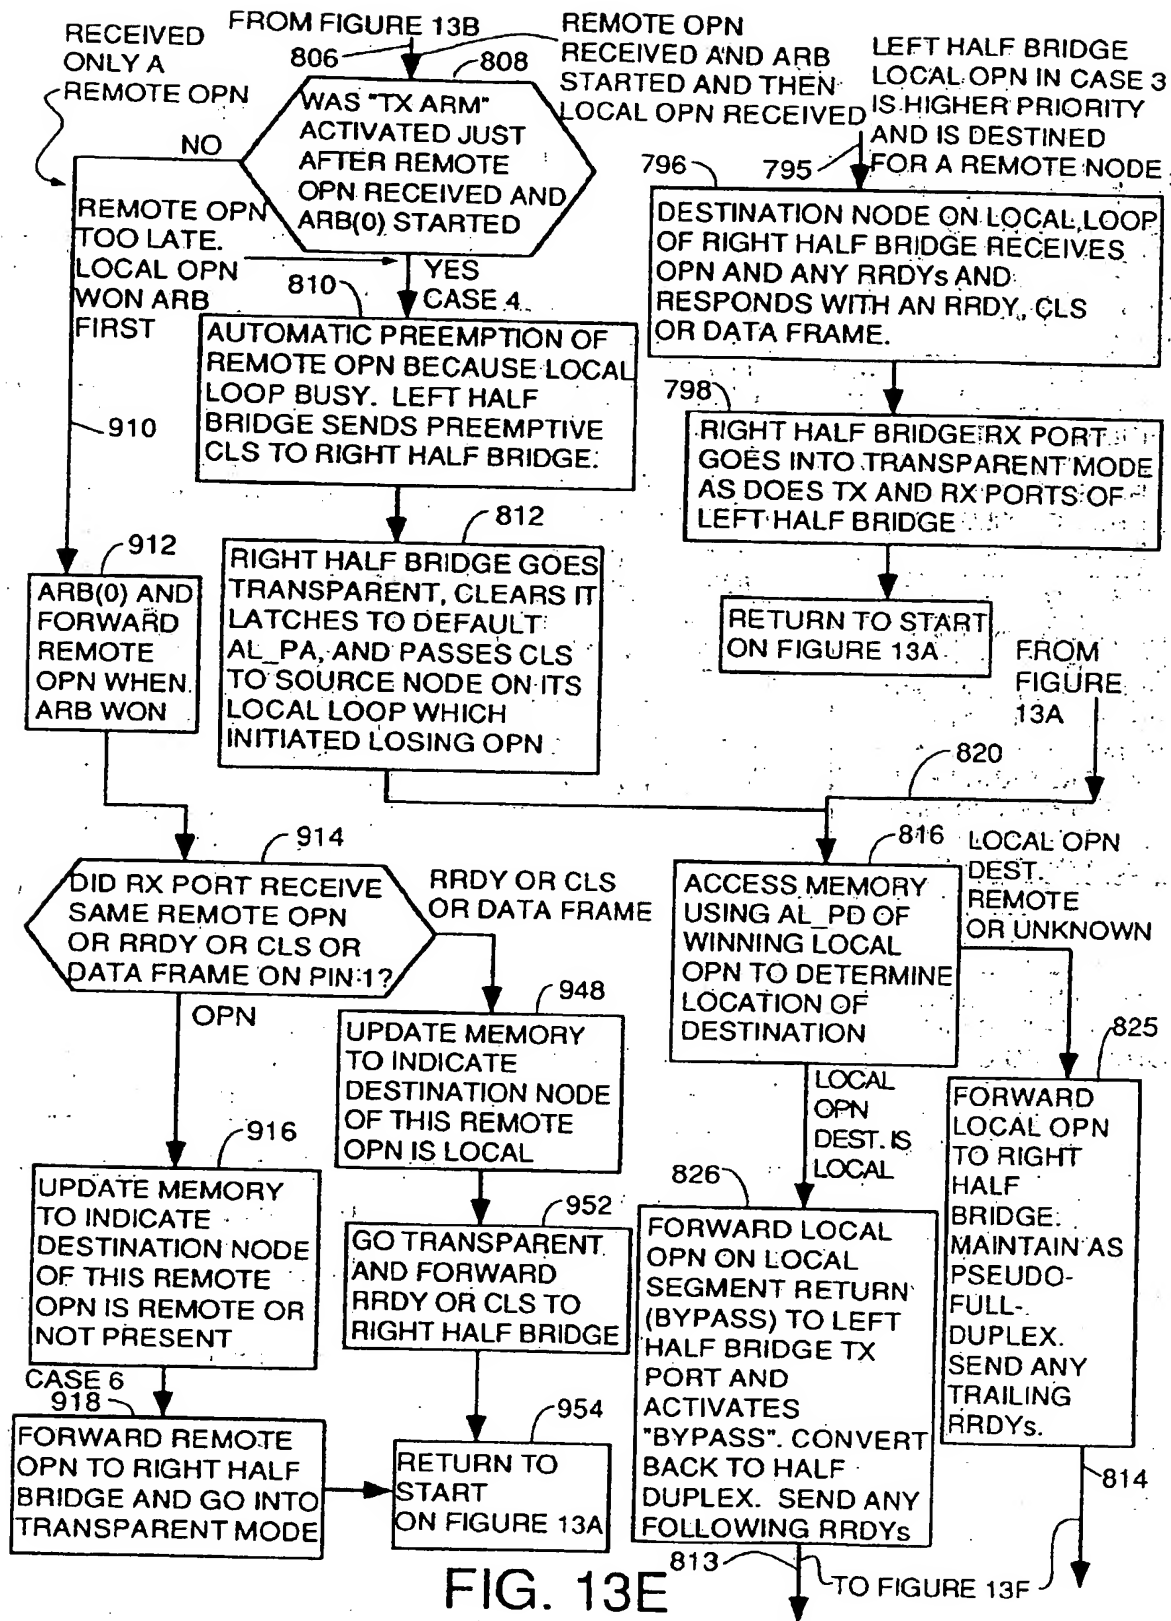 FROM FIGURE 13B
806
808
RECEIVED
ONLY A
REMOTE OPN
REMOTE OPN
RECEIVED AND ARB
STARTED AND THEN
LOCAL OPN RECEIVED
WAS "TX ARM"
ACTIVATED JUST
AFTER REMOTE
OPN RECEIVED AND
ARB(0) STARTED
NO
REMOTE OPN
TOO LATE.
LOCAL OPN
WON ARB
FIRST
YES
CASE 4
810
AUTOMATIC PREEMPTION OF
REMOTE OPN BECAUSE LOCAL
LOOP BUSY. LEFT HALF
BRIDGE SENDS PREEMPTIVE
CLS TO RIGHT HALF BRIDGE.
910
812
RIGHT HALF BRIDGE GOES
TRANSPARENT, CLEARS IT
LATCHES TO DEFAULT
AL_PA, AND PASSES CLS
TO SOURCE NODE ON ITS
LOCAL LOOP WHICH
INITIATED LOSING OPN
912
ARB(0) AND
FORWARD
REMOTE
OPN WHEN
ARB WON
LEFT HALF BRIDGE
LOCAL OPN IN CASE 3
IS HIGHER PRIORITY
AND IS DESTINED
FOR A REMOTE NODE
795
796
DESTINATION NODE ON LOCAL LOOP
OF RIGHT HALF BRIDGE RECEIVES
OPN AND ANY RRDYs AND
RESPONDS WITH AN RRDY, CLS
OR DATA FRAME.
798
RIGHT HALF BRIDGE RX PORT
GOES INTO TRANSPARENT MODE
AS DOES TX AND RX PORTS OF
LEFT HALF BRIDGE
RETURN TO START
ON FIGURE 13A
FROM
FIGURE
13A
820
914
DID RX PORT RECEIVE
SAME REMOTE OPN
OR RRDY OR CLS OR
DATA FRAME ON PIN 1?
RRDY OR CLS
OR DATA FRAME
OPN
948
UPDATE MEMORY
TO INDICATE
DESTINATION NODE
OF THIS REMOTE
OPN IS LOCAL
916
UPDATE MEMORY
TO INDICATE
DESTINATION NODE
OF THIS REMOTE
OPN IS REMOTE OR
NOT PRESENT
952
GO TRANSPARENT
AND FORWARD
RRDY OR CLS TO
RIGHT HALF BRIDGE
CASE 6
918
FORWARD REMOTE
OPN TO RIGHT HALF
BRIDGE AND GO INTO
TRANSPARENT MODE
954
RETURN TO
START
ON FIGURE 13A
816
ACCESS MEMORY
USING AL_PD OF
WINNING LOCAL
OPN TO DETERMINE
LOCATION OF
DESTINATION
LOCAL OPN
DEST.
REMOTE
OR UNKNOWN
LOCAL
OPN
DEST. IS
LOCAL
825
FORWARD
LOCAL OPN
TO RIGHT
HALF
BRIDGE.
MAINTAIN AS
PSEUDO-
FULL-
DUPLEX.
SEND ANY
TRAILING
RRDYs.
814
826
FORWARD LOCAL
OPN ON LOCAL
SEGMENT RETURN
(BYPASS) TO LEFT
HALF BRIDGE TX
PORT AND
ACTIVATES
"BYPASS". CONVERT
BACK TO HALF
DUPLEX. SEND ANY
FOLLOWING RRDYs
813
TO FIGURE 13F
FIG. 13E